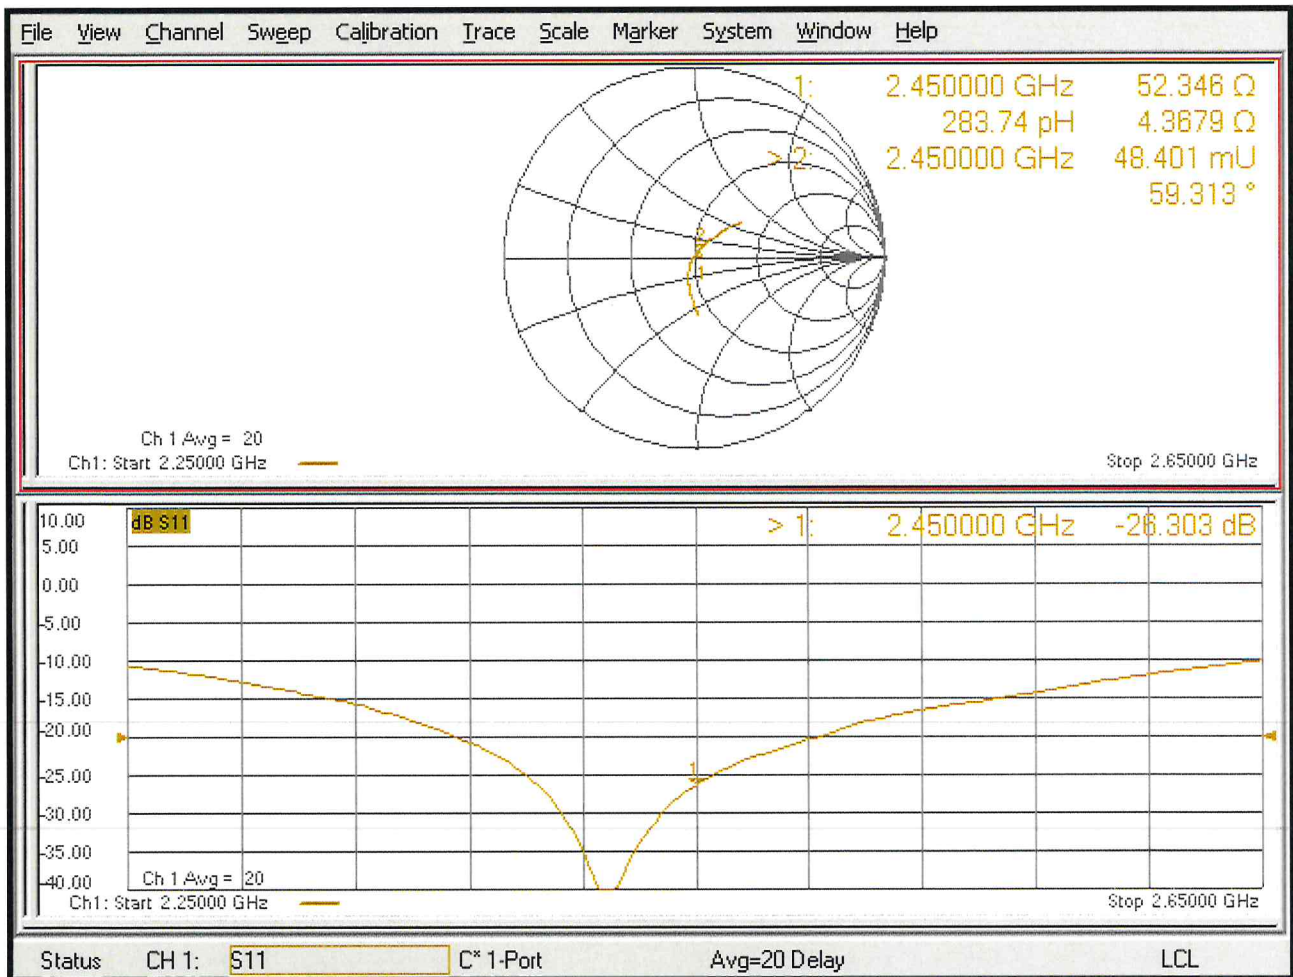 File View Channel Sweep Calibration Trace Scale Marker System Window Help
1: 2.450000 GHz 52.346 Ω
283.74 pH 4.3679 Ω
> 2: 2.450000 GHz 48.401 mU
59.313 °
2
1
Ch 1 Avg = 20
Ch1: Start 2.25000 GHz
Stop 2.65000 GHz
10.00
dB S11
> 1: 2.450000 GHz -26.303 dB
5.00
0.00
-5.00
-10.00
-15.00
-20.00
-25.00
1
-30.00
-35.00
-40.00
Ch 1 Avg = 20
Ch1: Start 2.25000 GHz
Stop 2.65000 GHz
Status CH 1: S11 C* 1-Port Avg=20 Delay LCL